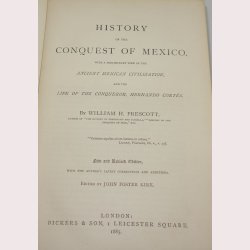 HISTORY
OF THE
CONQUEST OF MEXICO,
WITH A PRELIMINARY VIEW OF THE
ANCIENT MEXICAN CIVILISATION,
AND THE
LIFE OF THE CONQUEROR, HERNANDO CORTÉS.
BY WILLIAM H. PRESCOTT,
New and Revised Edition,
WITH THE AUTHOR'S LATEST CORRECTIONS AND ADDITIONS.
EDITED BY JOHN FOSTER KIRK.
LONDON:
BICKERS & SON, 1 LEICESTER SQUARE,